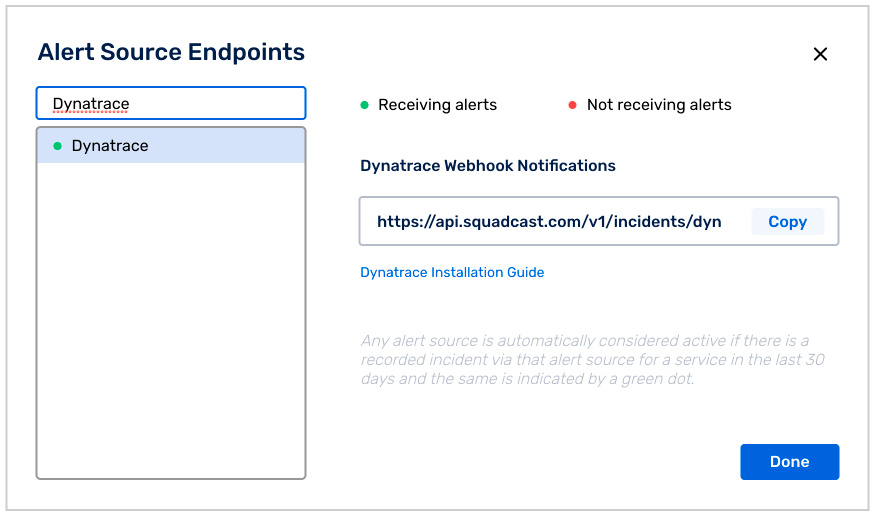 Alert Source Endpoints
Dynatrace
Dynatrace
Receiving alerts
Not receiving alerts
Dynatrace Webhook Notifications
https://api.squadcast.com/v1/incidents/dyn
Copy
Dynatrace Installation Guide
Any alert source is automatically considered active if there is a
recorded incident via that alert source for a service in the last 30
days and the same is indicated by a green dot.
Done